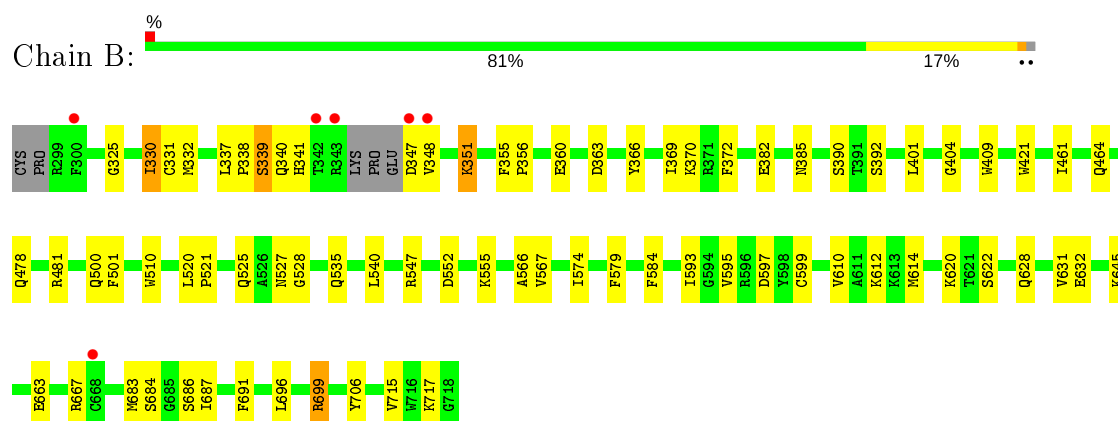 %
Chain B:
81% 17% ••
CYS PRO R299 F300 G325 I330 C331 M332 L337 P338 S339 Q340 H341 T342 R343 LYS PRO GLU D347 V348 K351 F355 P356 E360 D363 Y366 I369 K370 R371 F372 E382 N385 S390 T391 S392 L401 G404 W409 W421 I461 Q464
Q478 R481 Q500 F501 W510 L520 P521 Q525 A526 N527 G528 Q535 L540 R547 D552 K555 A566 V567 I574 F579 F584 I593 G594 V595 R596 D597 Y598 C599 V610 A611 K612 K613 M614 K620 T621 S622 Q628 V631 E632 K645
E663 R667 C668 M683 S684 G685 S686 I687 F691 L696 R699 Y706 V715 W716 K717 G718